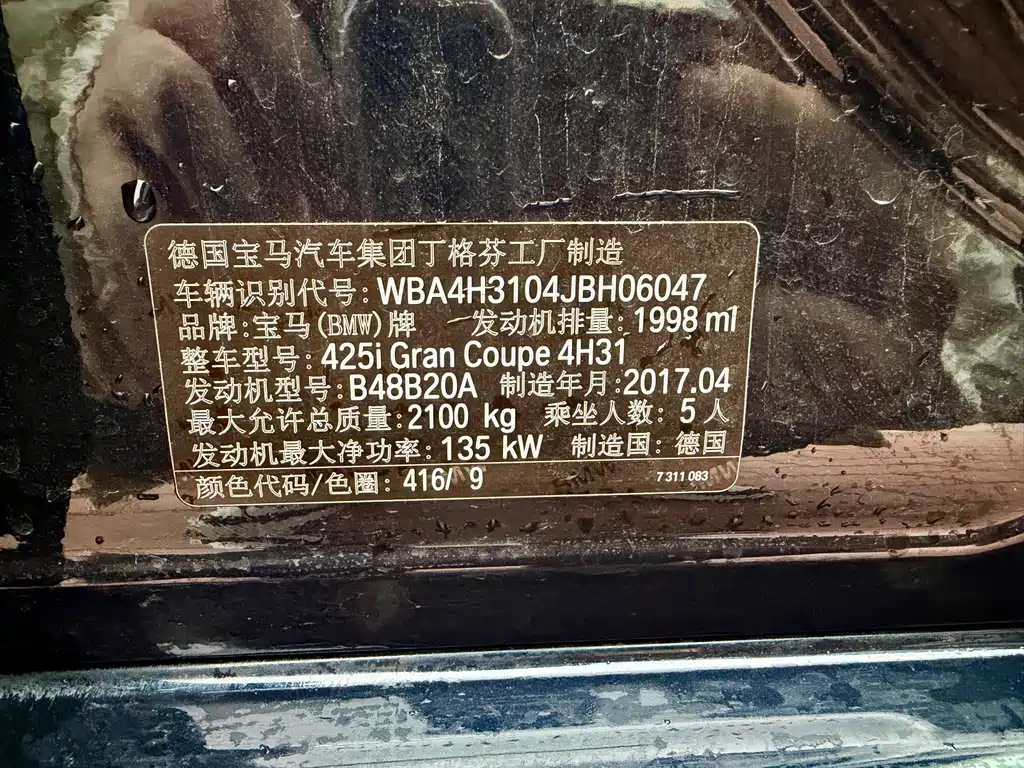 德国宝马汽车集团丁格芬工厂制造
车辆识别代号: WBA4H3104JBH06047
品牌:宝马(BMW)牌 发动机排量: 1998 ml
整车型号: 425i Gran Coupe 4H31
发动机型号: B48B20A 制造年月:2017.04
最大允许总质量: 2100 kg 乘坐人数: 5 人
发动机最大净功率: 135 kW 制造国: 德国
颜色代码/色圈: 416/ 9 7 311 083